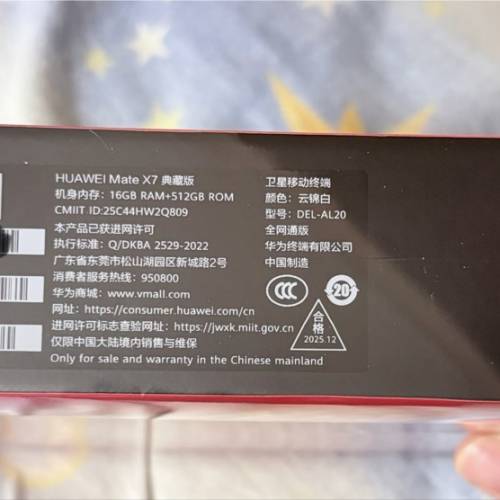 HUAWEI Mate X7 典藏版
机身内存：16GB RAM+512GB ROM
CMIIT ID:25C44HW2Q809
本产品已获进网许可
执行标准：Q/DKBA 2529-2022
广东省东莞市松山湖园区新城路2号
消费者服务热线：950800
华为商城：www.vmall.com
网址：https://consumer.huawei.com/cn
进网许可标志查验网址：https://jwxk.miit.gov.cn
仅限中国大陆境内销售与维保
Only for sale and warranty in the Chinese mainland
卫星移动终端
颜色：云锦白
型号：DEL-AL20
全网通版
华为终端有限公司
中国制造
CCC
20
合格
2025.12